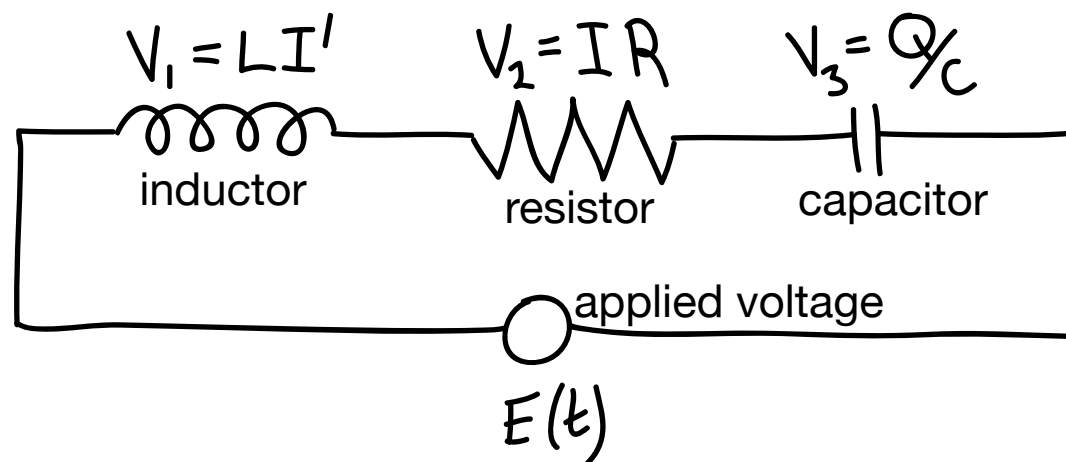 V₁ = LI' V₂ = IR V₃ = Q/C
inductor resistor capacitor
applied voltage
E(t)